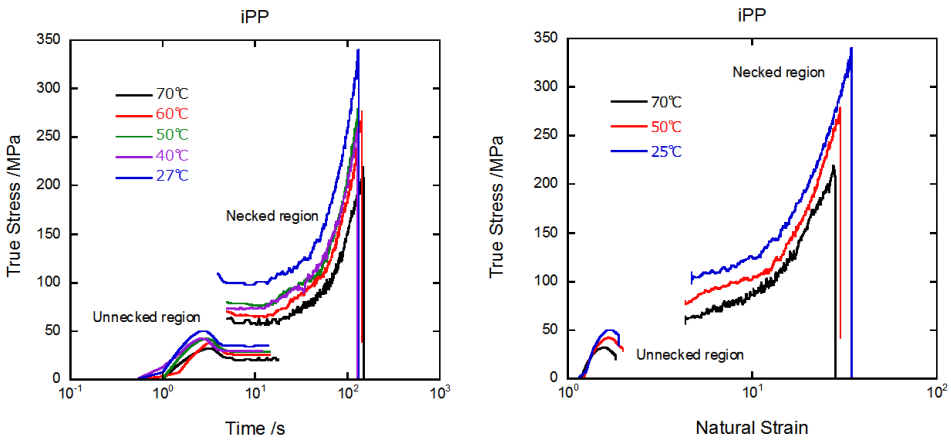 iPP
True Stress /MPa
350
300
250
200
150
100
50
0
70℃
60℃
50℃
40℃
27℃
Necked region
Unnecked region
10⁻¹ 10⁰ 10¹ 10² 10³
Time /s
iPP
True Stress /MPa
350
300
250
200
150
100
50
0
Necked region
70℃
50℃
25℃
Unnecked region
10⁰ 10¹ 10²
Natural Strain